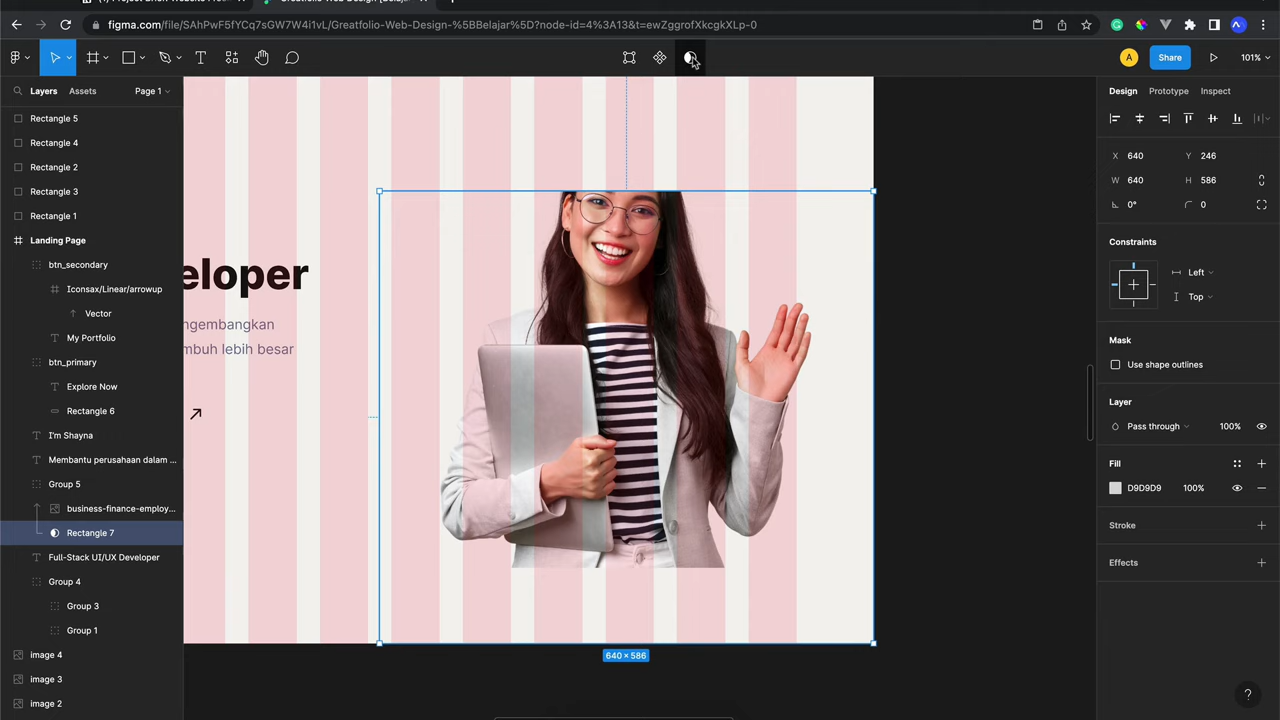 figma.com/file/SAhPwF5fYCq7sGWt4i1vL/Greatfolio-Web-Design-%5BBelajar%5D?node-id=4%3A13&t=ewZggrofXkcgkXLp-0
A
Share
101%
Layers
Assets
Page 1
Rectangle 5
Rectangle 4
Rectangle 2
Rectangle 3
Rectangle 1
Landing Page
btn_secondary
Iconsax/Linear/arrowup
Vector
My Portfolio
btn_primary
Explore Now
Rectangle 6
I'm Shayna
Membantu perusahaan dalam ...
Group 5
business-finance-employ...
Rectangle 7
Full-Stack UI/UX Developer
Group 4
Group 3
Group 1
image 4
image 3
image 2
eloper
ngembangkan
mbuh lebih besar
640 × 586
Design
Prototype
Inspect
X 640
Y 246
W 640
H 586
0°
0
Constraints
Left
Top
Mask
Use shape outlines
Layer
Pass through
100%
Fill
D9D9D9
100%
Stroke
Effects
?